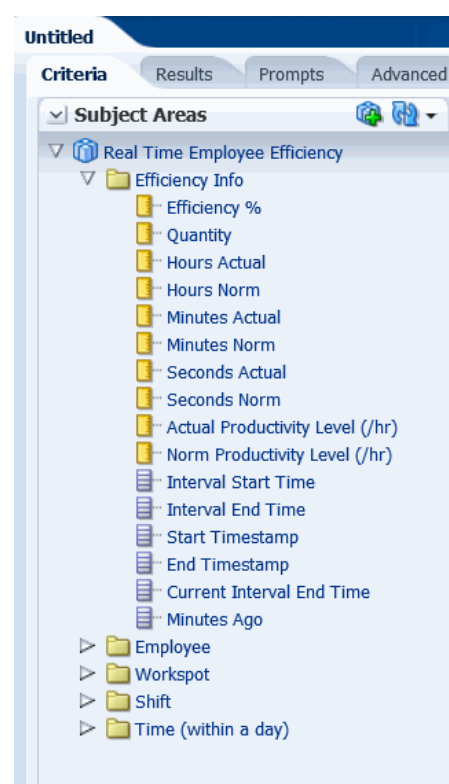 Untitled
Criteria Results Prompts Advanced
Subject Areas
Real Time Employee Efficiency
Efficiency Info
Efficiency %
Quantity
Hours Actual
Hours Norm
Minutes Actual
Minutes Norm
Seconds Actual
Seconds Norm
Actual Productivity Level (/hr)
Norm Productivity Level (/hr)
Interval Start Time
Interval End Time
Start Timestamp
End Timestamp
Current Interval End Time
Minutes Ago
Employee
Workspot
Shift
Time (within a day)